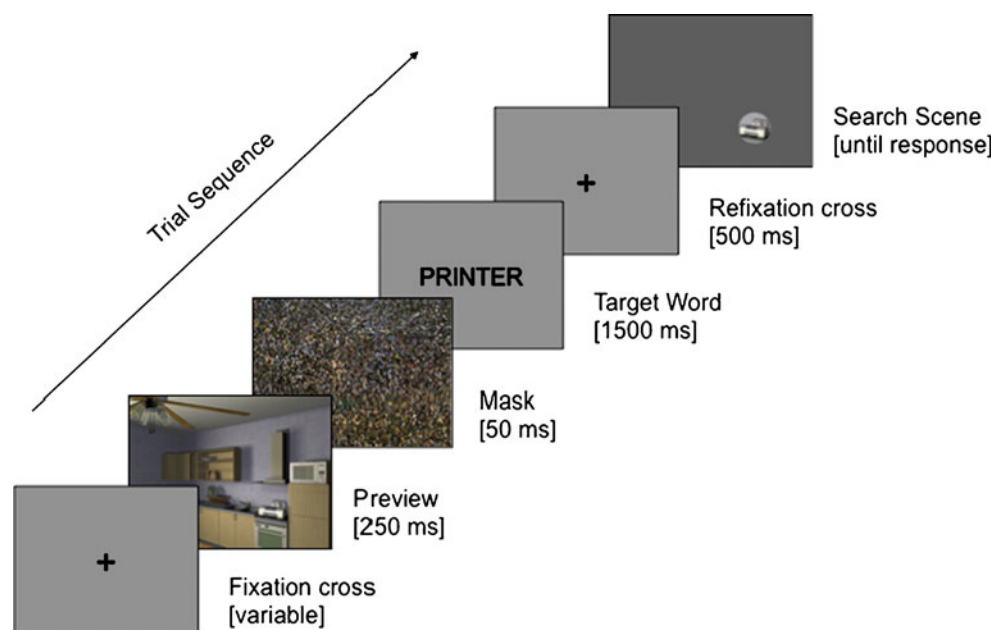 Search Scene
[until response]
Refixation cross
[500 ms]
Trial Sequence
PRINTER
Target Word
[1500 ms]
Mask
[50 ms]
Preview
[250 ms]
Fixation cross
[variable]